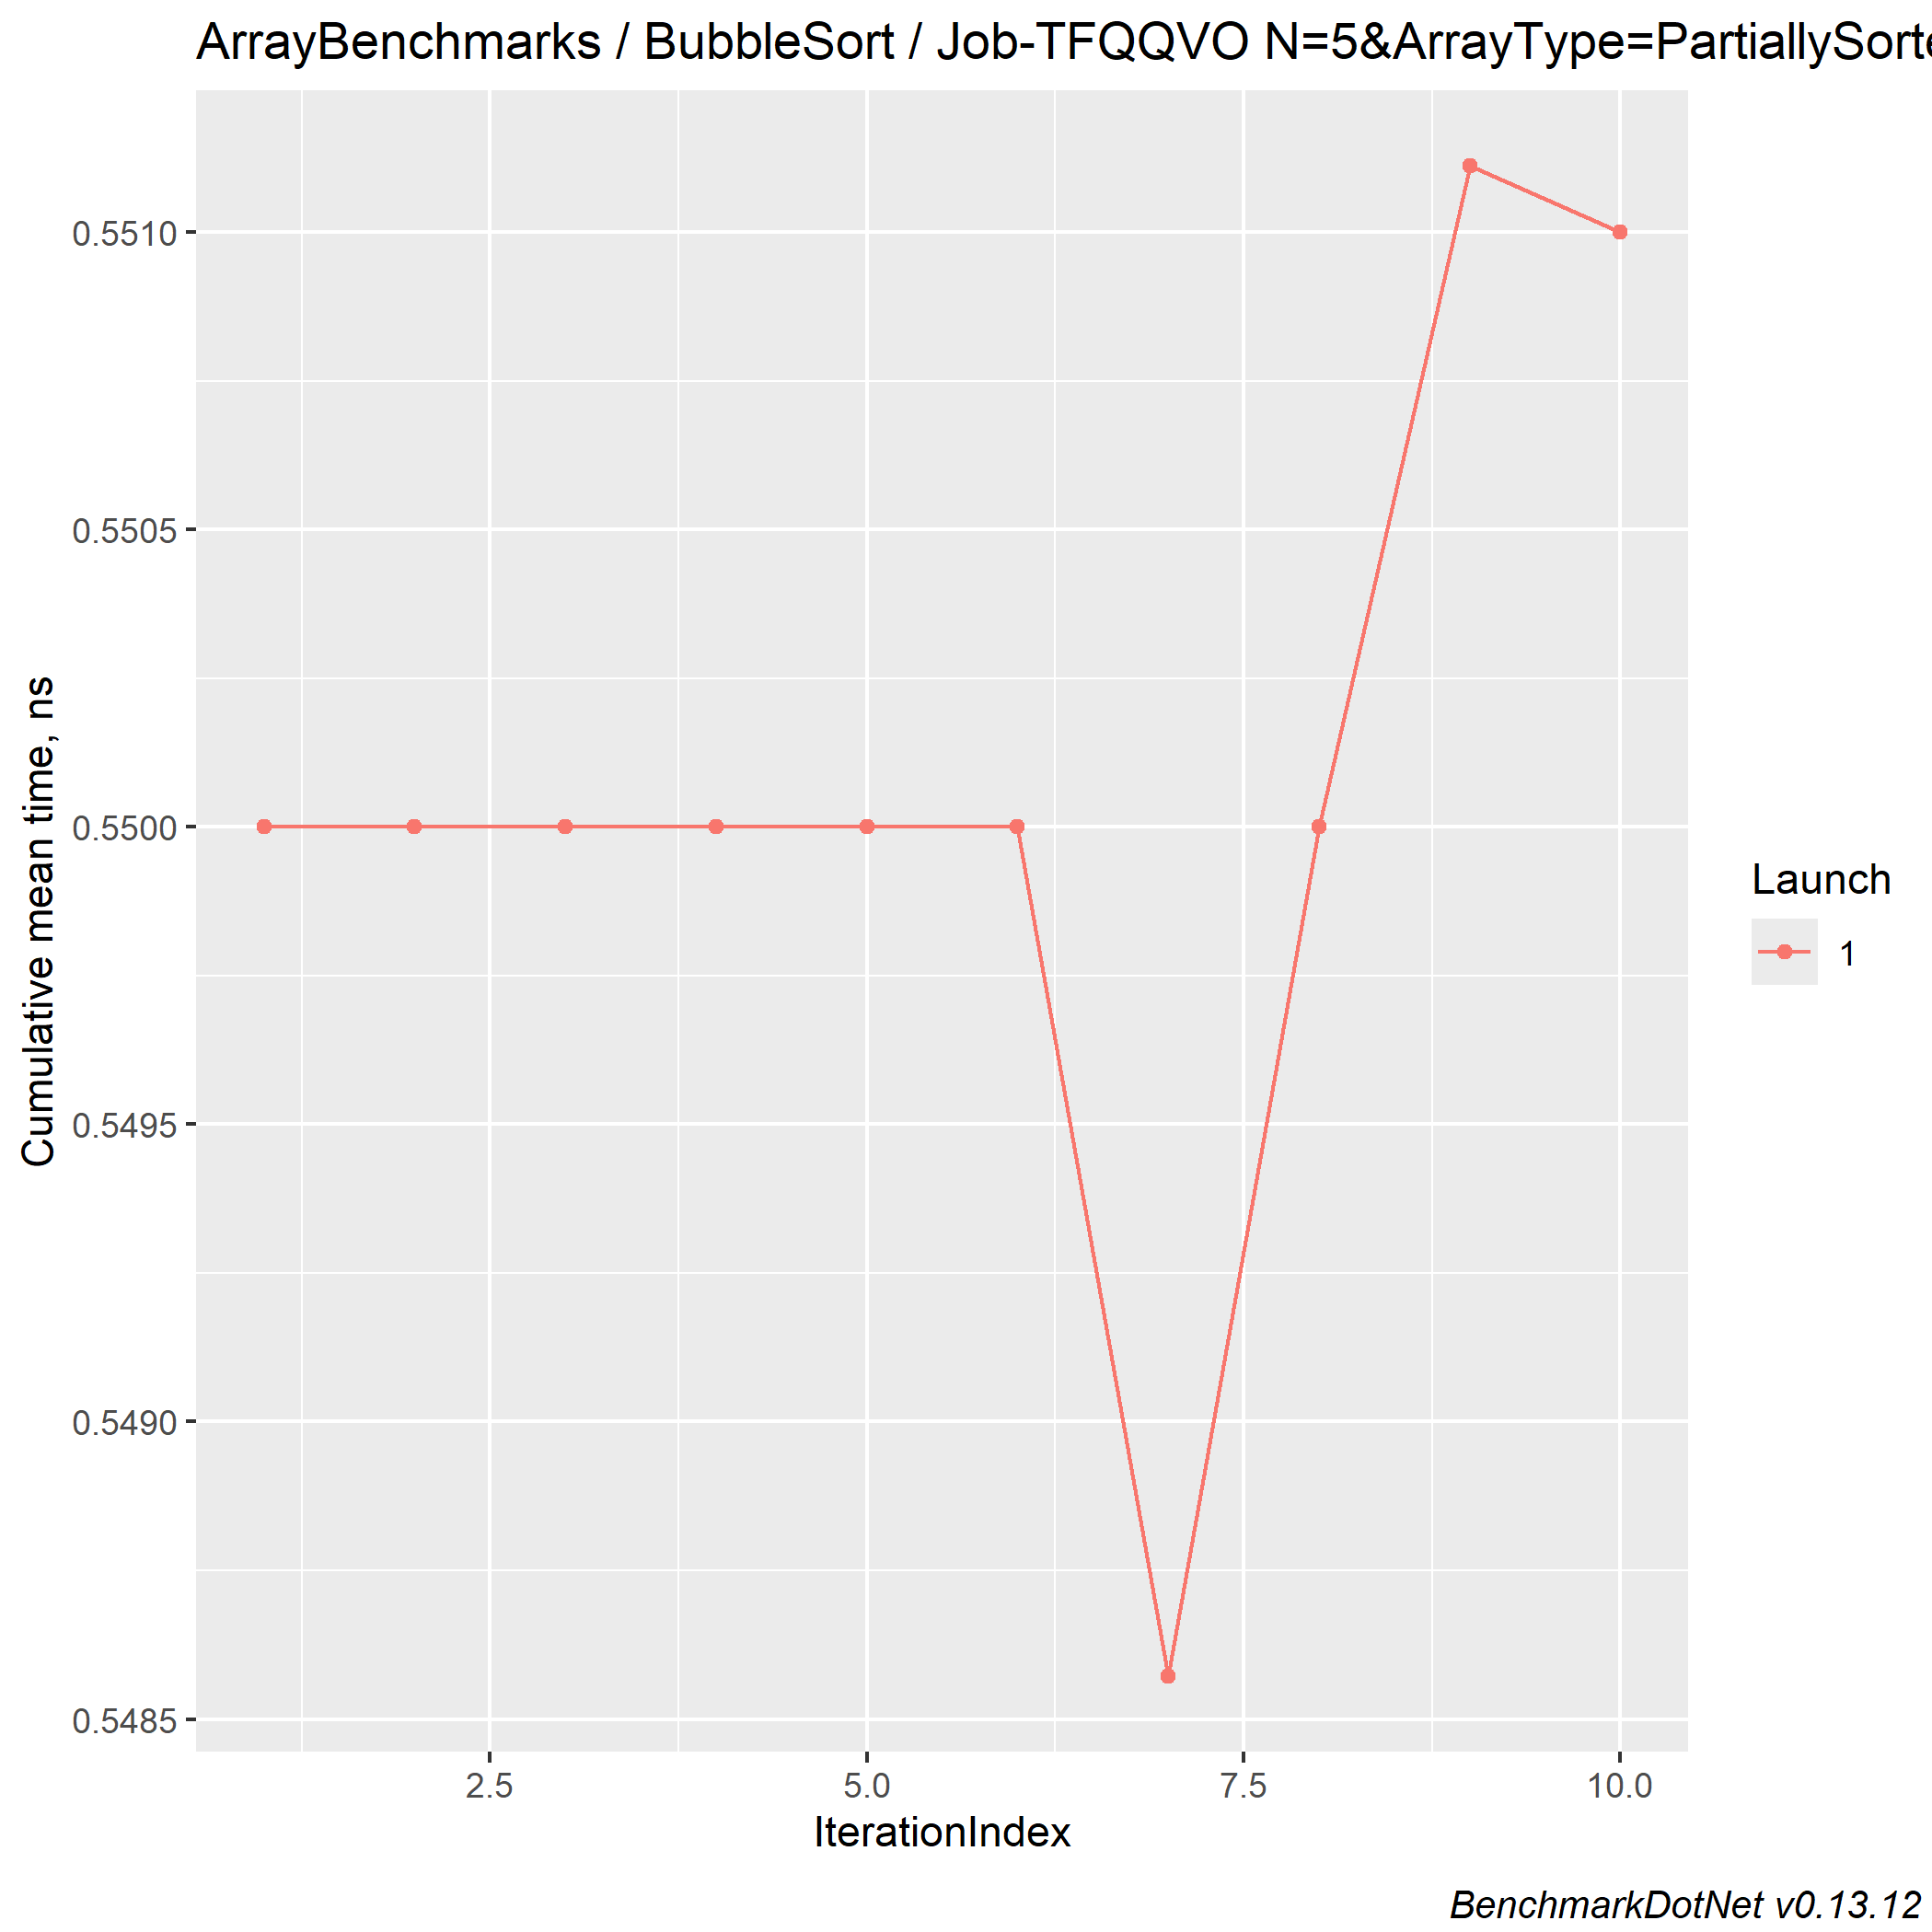 ArrayBenchmarks / BubbleSort / Job-TFQQVO N=5&ArrayType=PartiallySorte
0.5510
0.5505
0.5500
0.5495
0.5490
0.5485
Cumulative mean time, ns
2.5 5.0 7.5 10.0
IterationIndex
Launch
1
BenchmarkDotNet v0.13.12